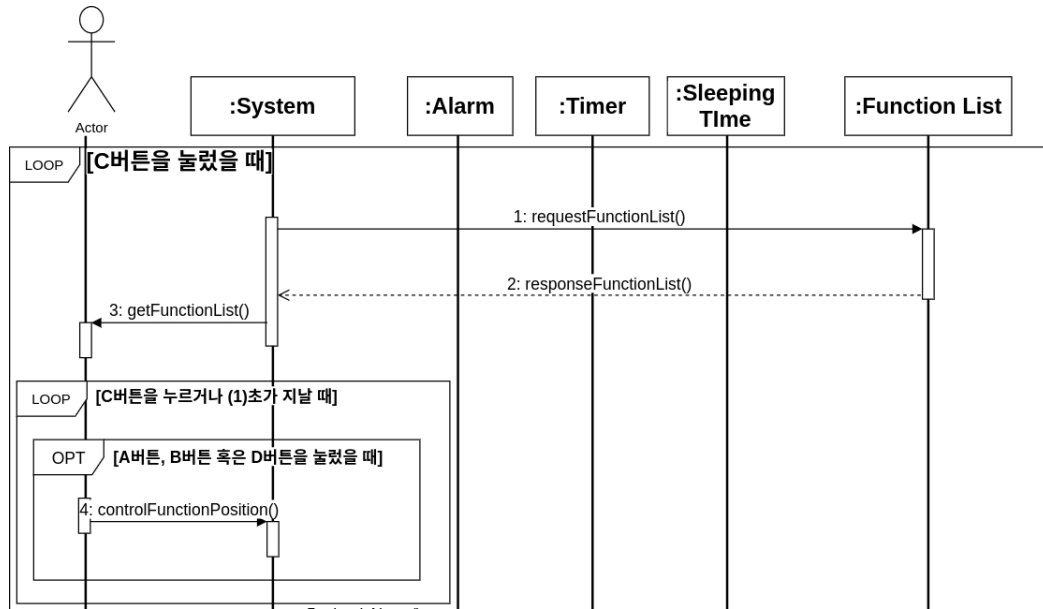 Actor
:System
:Alarm
:Timer
:Sleeping
TIme
:Function List
LOOP
[C버튼을 눌렀을 때]
1: requestFunctionList()
2: responseFunctionList()
3: getFunctionList()
LOOP
[C버튼을 누르거나 (1)초가 지날 때]
OPT
[A버튼, B버튼 혹은 D버튼을 눌렀을 때]
4: controlFunctionPosition()